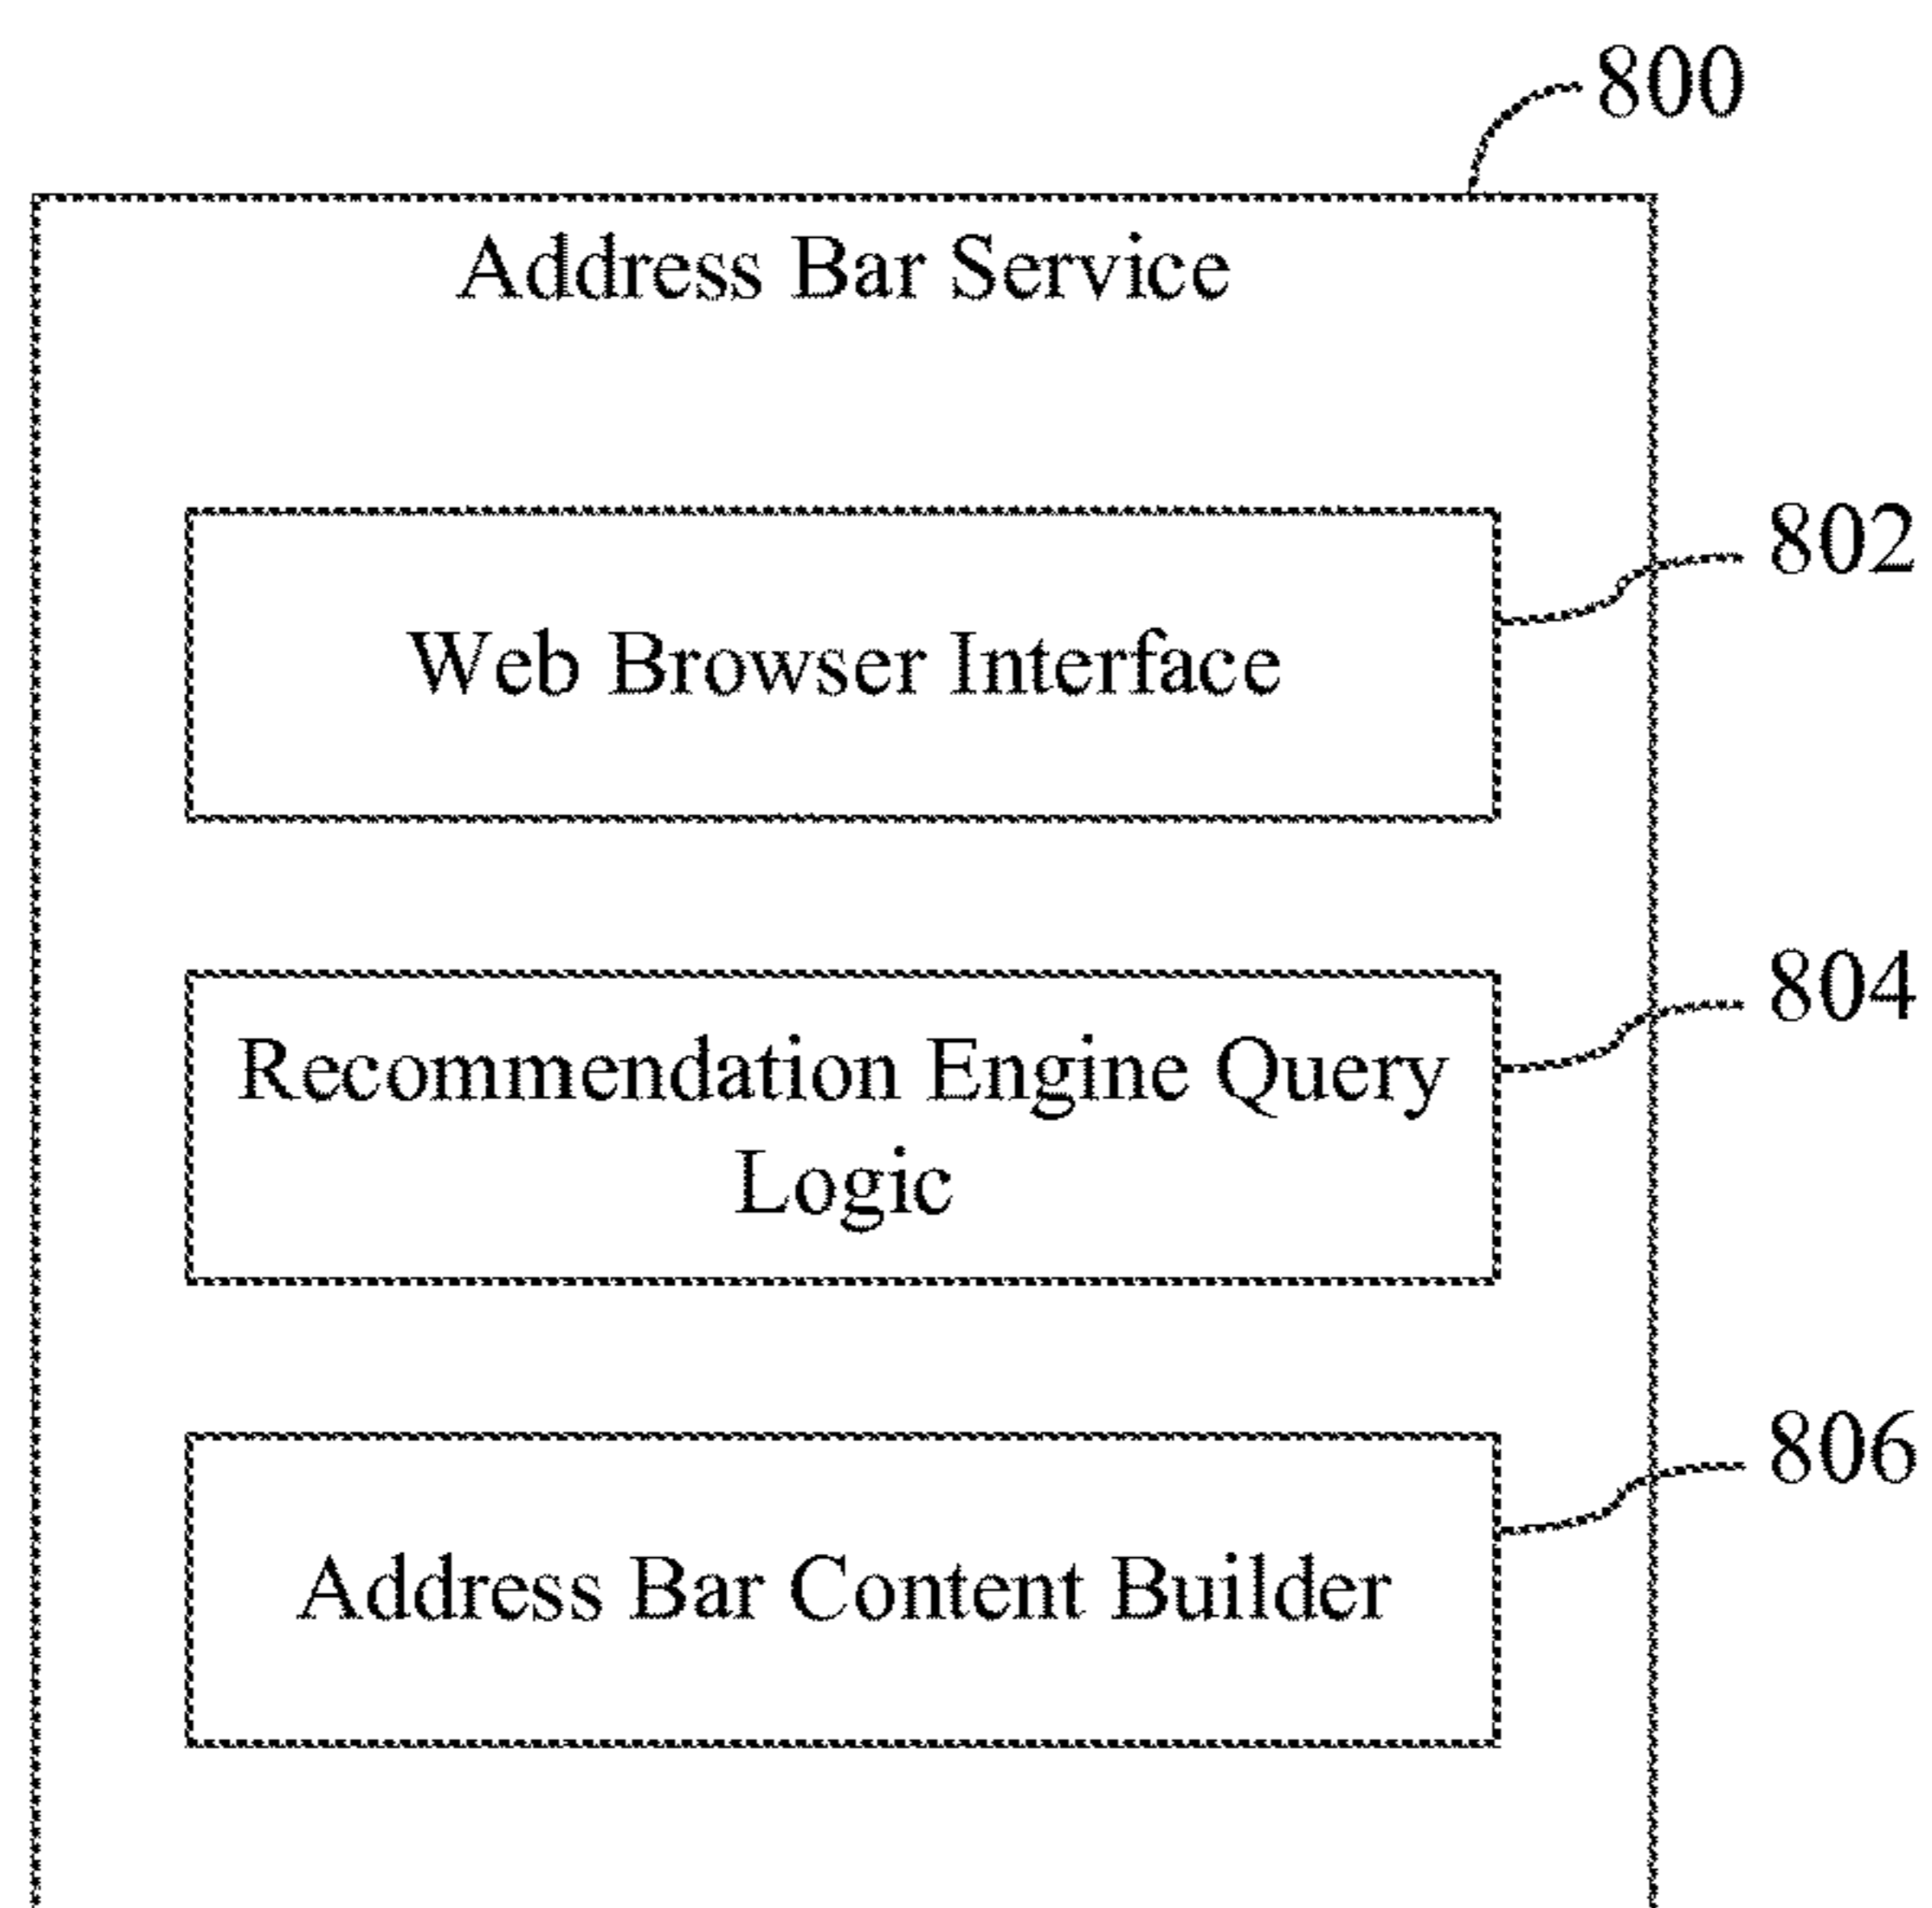 800
Address Bar Service
802
Web Browser Interface
804
Recommendation Engine Query
Logic
806
Address Bar Content Builder